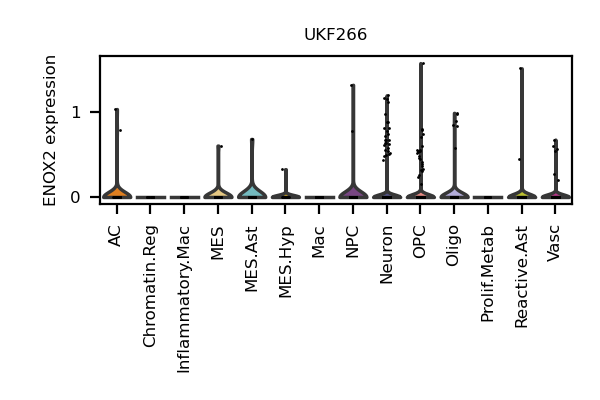 UKF266
ENOX2 expression
1
0
AC
Chromatin.Reg
Inflammatory.Mac
MES
MES.Ast
MES.Hyp
Mac
NPC
Neuron
OPC
Oligo
Prolif.Metab
Reactive.Ast
Vasc